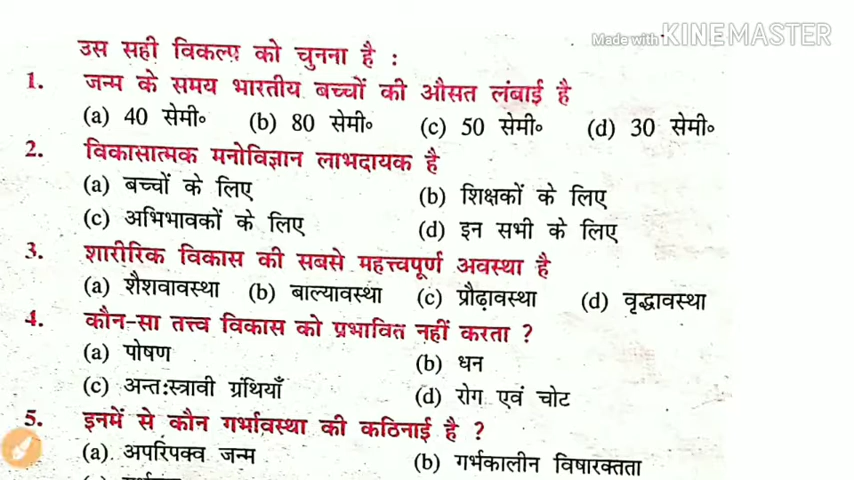 Made with KINEMASTER
उस सही विकल्प को चुनना है :
1. जन्म के समय भारतीय बच्चों की औसत लंबाई है
(a) 40 सेमी॰ (b) 80 सेमी॰ (c) 50 सेमी॰ (d) 30 सेमी॰
2. विकासात्मक मनोविज्ञान लाभदायक है
(a) बच्चों के लिए (b) शिक्षकों के लिए
(c) अभिभावकों के लिए (d) इन सभी के लिए
3. शारीरिक विकास की सबसे महत्त्वपूर्ण अवस्था है
(a) शैशवावस्था (b) बाल्यावस्था (c) प्रौढ़ावस्था (d) वृद्धावस्था
4. कौन-सा तत्त्व विकास को प्रभावित नहीं करता ?
(a) पोषण (b) धन
(c) अन्तःस्त्रावी ग्रंथियाँ (d) रोग एवं चोट
5. इनमें से कौन गर्भावस्था की कठिनाई है ?
(a) अपरिपक्व जन्म (b) गर्भकालीन विषारक्तता